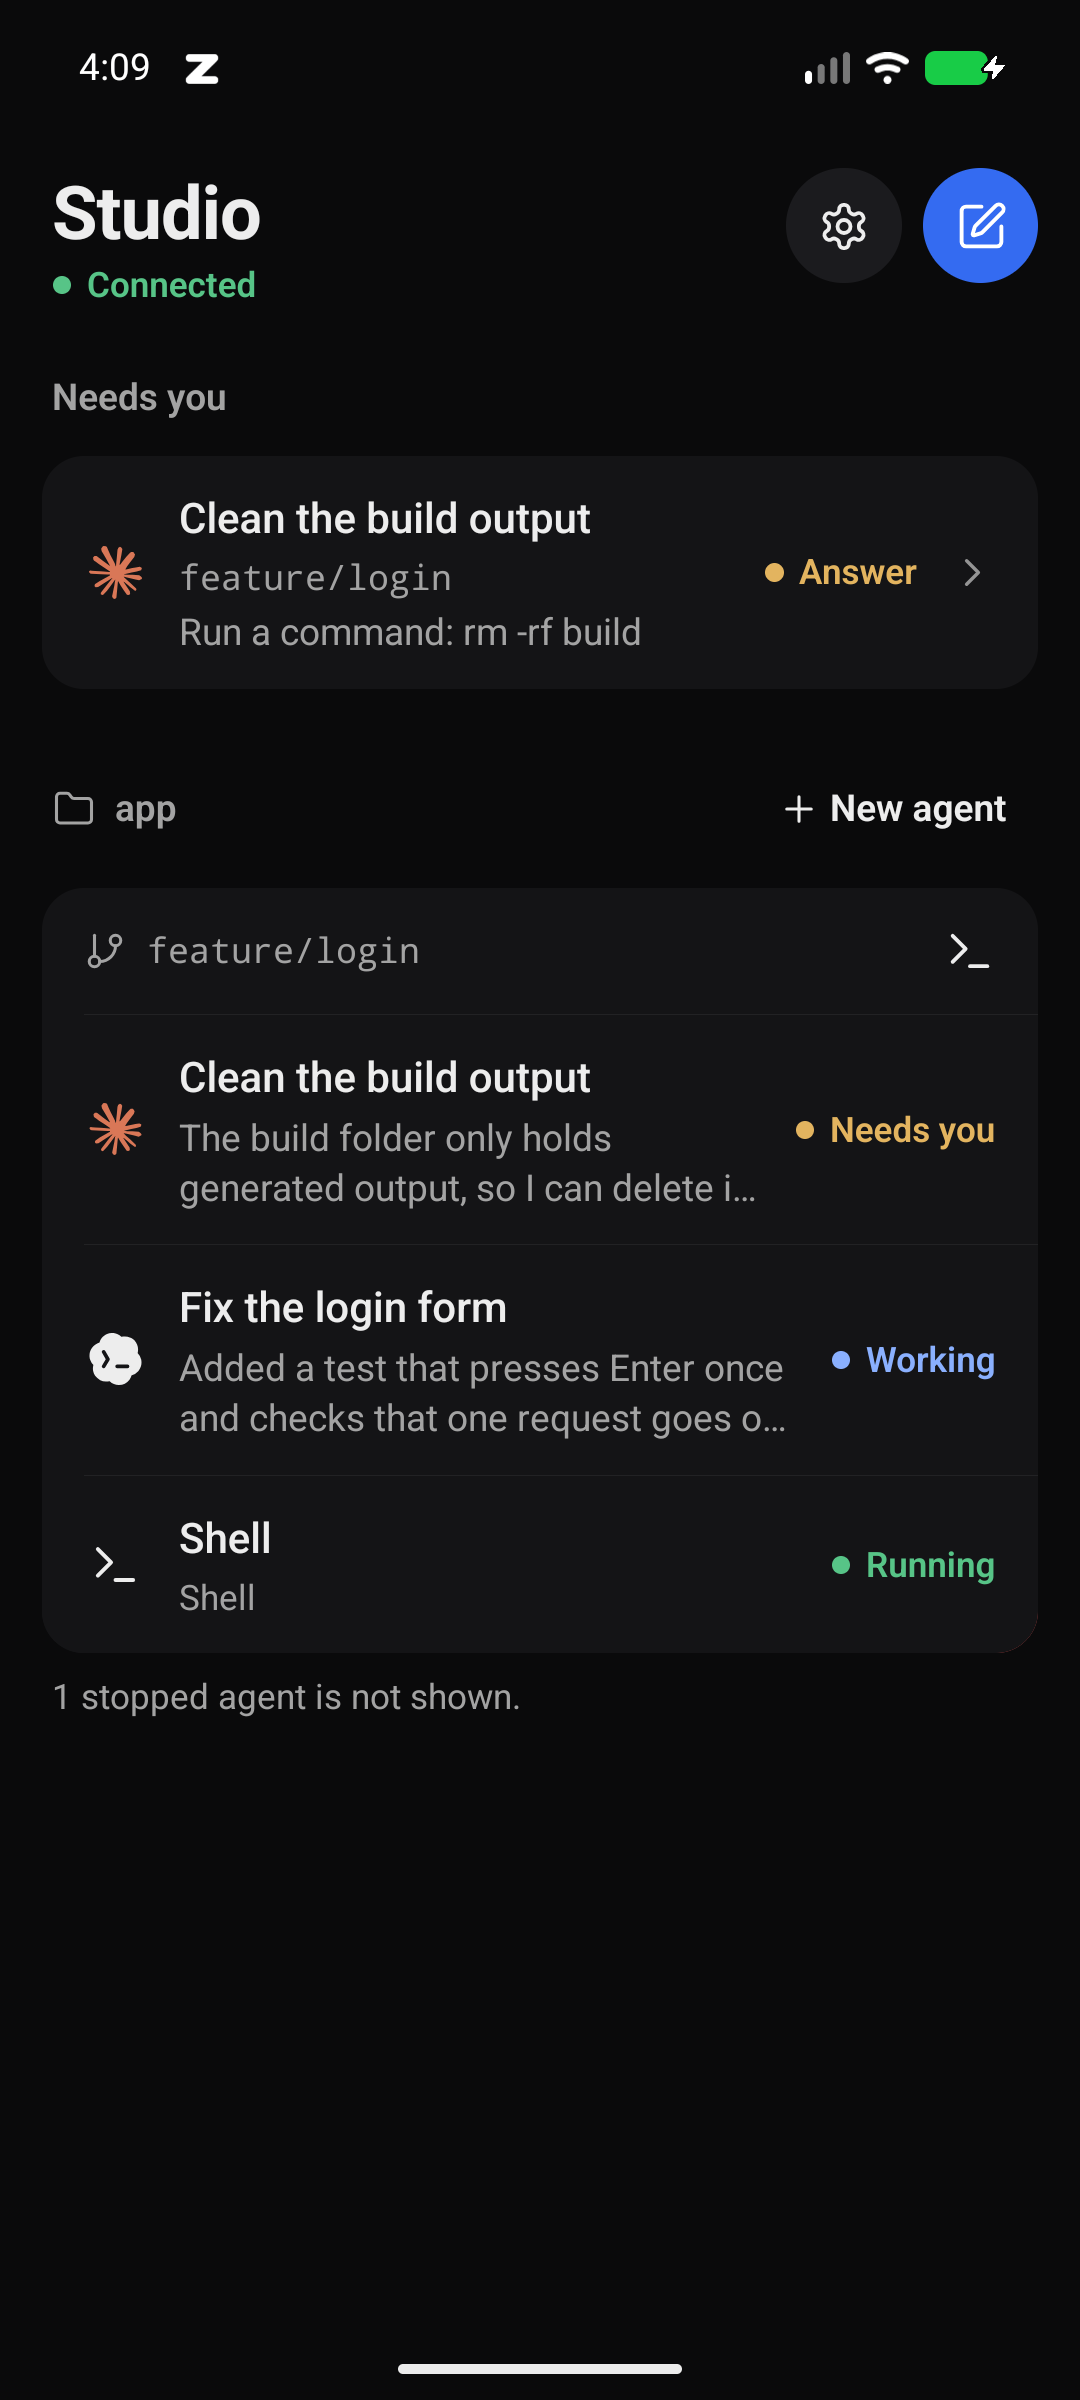 4:09
Studio
Connected
Needs you
Clean the build output
feature/login
Run a command: rm -rf build
Answer
app
New agent
feature/login
Clean the build output
The build folder only holds
generated output, so I can delete i…
Needs you
Fix the login form
Added a test that presses Enter once
and checks that one request goes o…
Working
Shell
Shell
Running
1 stopped agent is not shown.